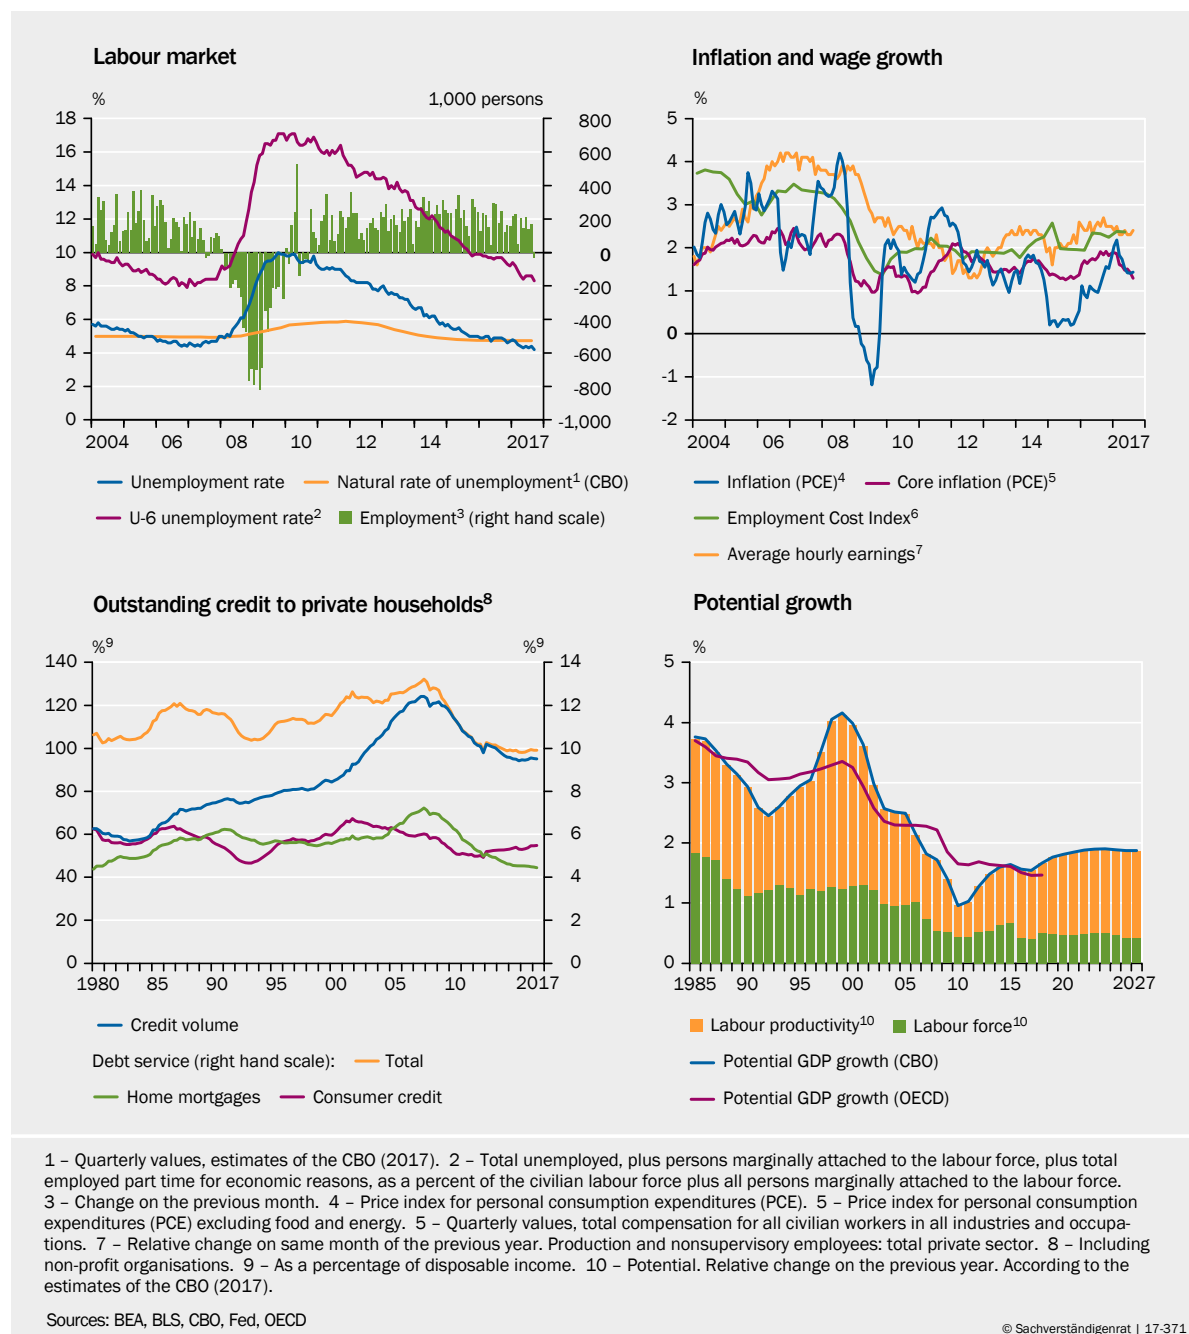 Labour market
%
1,000 persons
18
16
14
12
10
8
6
4
2
0
800
600
400
200
0
-200
-400
-600
-800
-1,000
2004 06 08 10 12 14 2017
Unemployment rate
Natural rate of unemployment1 (CBO)
U-6 unemployment rate2
Employment3 (right hand scale)
Inflation and wage growth
%
5
4
3
2
1
0
-1
-2
2004 06 08 10 12 14 2017
Inflation (PCE)4
Core inflation (PCE)5
Employment Cost Index6
Average hourly earnings7
Outstanding credit to private households8
%9
%9
140
120
100
80
60
40
20
0
14
12
10
8
6
4
2
0
1980 85 90 95 00 05 10 2017
Credit volume
Debt service (right hand scale):
Total
Home mortgages
Consumer credit
Potential growth
%
5
4
3
2
1
0
1985 90 95 00 05 10 15 20 2027
Labour productivity10
Labour force10
Potential GDP growth (CBO)
Potential GDP growth (OECD)
1 – Quarterly values, estimates of the CBO (2017). 2 – Total unemployed, plus persons marginally attached to the labour force, plus total
employed part time for economic reasons, as a percent of the civilian labour force plus all persons marginally attached to the labour force.
3 – Change on the previous month. 4 – Price index for personal consumption expenditures (PCE). 5 – Price index for personal consumption
expenditures (PCE) excluding food and energy. 5 – Quarterly values, total compensation for all civilian workers in all industries and occupa-
tions. 7 – Relative change on same month of the previous year. Production and nonsupervisory employees: total private sector. 8 – Including
non-profit organisations. 9 – As a percentage of disposable income. 10 – Potential. Relative change on the previous year. According to the
estimates of the CBO (2017).
Sources: BEA, BLS, CBO, Fed, OECD
© Sachverständigenrat | 17-371